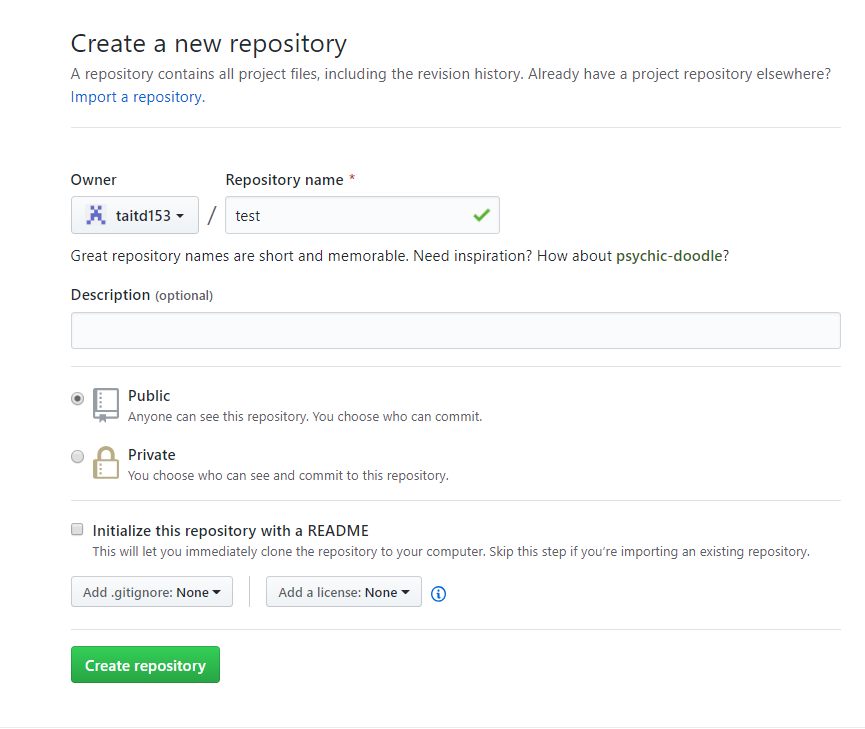 Create a new repository
A repository contains all project files, including the revision history. Already have a project repository elsewhere?
Import a repository.
Owner
Repository name *
taitd153 / test
Great repository names are short and memorable. Need inspiration? How about psychic-doodle?
Description (optional)
Public
Anyone can see this repository. You choose who can commit.
Private
You choose who can see and commit to this repository.
Initialize this repository with a README
This will let you immediately clone the repository to your computer. Skip this step if you’re importing an existing repository.
Add .gitignore: None
Add a license: None
Create repository